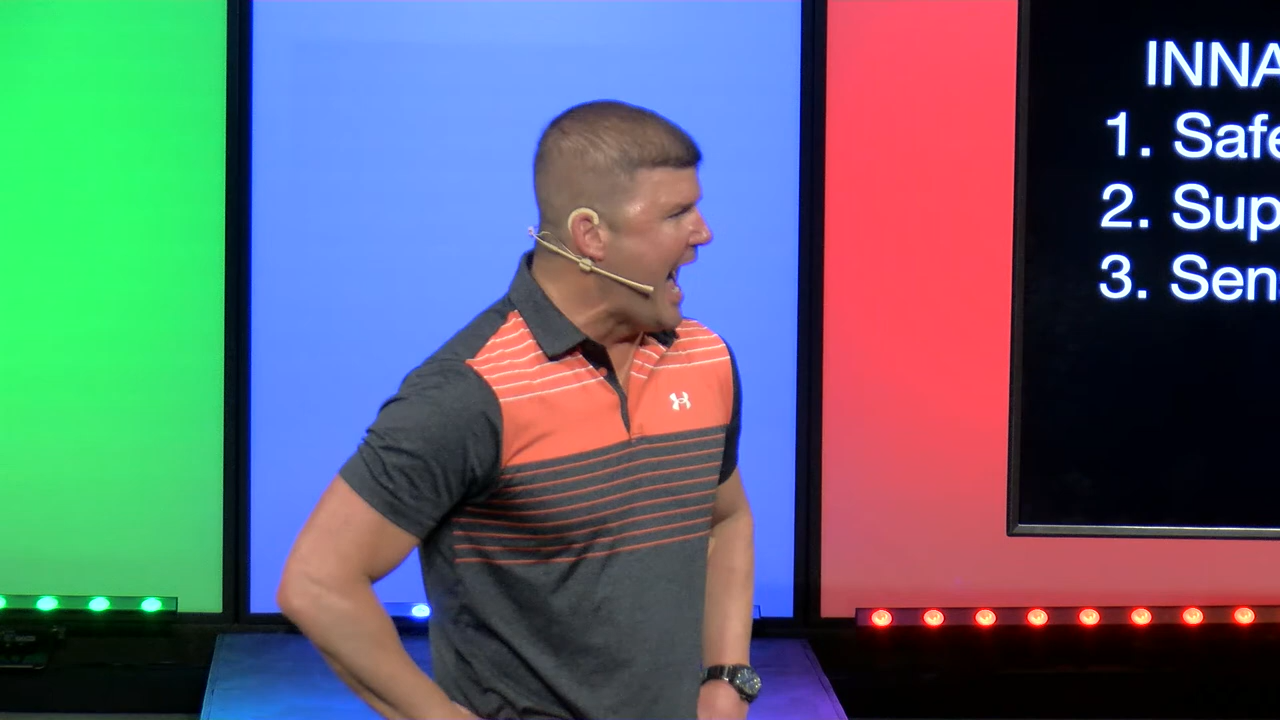 INNA
1. Safe
2. Sup
3. Sen